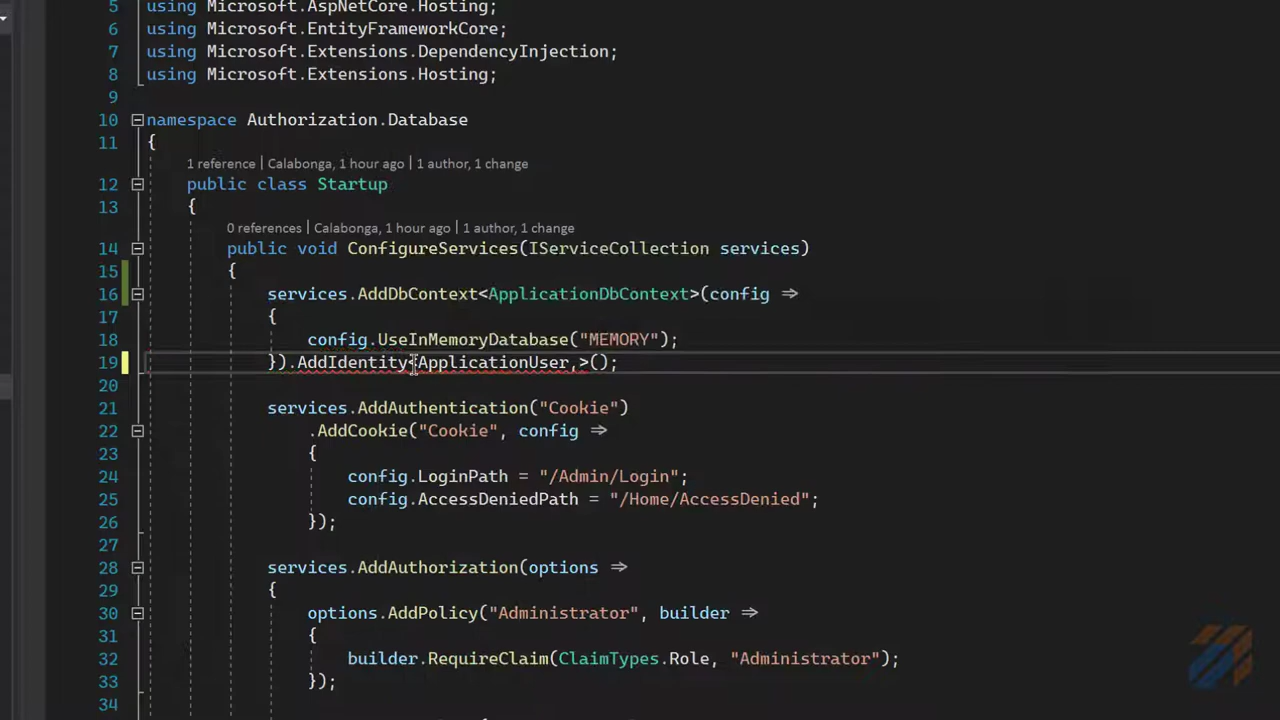 5 using Microsoft.AspNetCore.Hosting;
6 using Microsoft.EntityFrameworkCore;
7 using Microsoft.Extensions.DependencyInjection;
8 using Microsoft.Extensions.Hosting;
9
10 namespace Authorization.Database
11 {
1 reference | Calabonga, 1 hour ago | 1 author, 1 change
12 public class Startup
13 {
0 references | Calabonga, 1 hour ago | 1 author, 1 change
14 public void ConfigureServices(IServiceCollection services)
15 {
16 services.AddDbContext<ApplicationDbContext>(config =>
17 {
18 config.UseInMemoryDatabase("MEMORY");
19 }).AddIdentity<ApplicationUser,>();
20
21 services.AddAuthentication("Cookie")
22 .AddCookie("Cookie", config =>
23 {
24 config.LoginPath = "/Admin/Login";
25 config.AccessDeniedPath = "/Home/AccessDenied";
26 });
27
28 services.AddAuthorization(options =>
29 {
30 options.AddPolicy("Administrator", builder =>
31 {
32 builder.RequireClaim(ClaimTypes.Role, "Administrator");
33 });
34